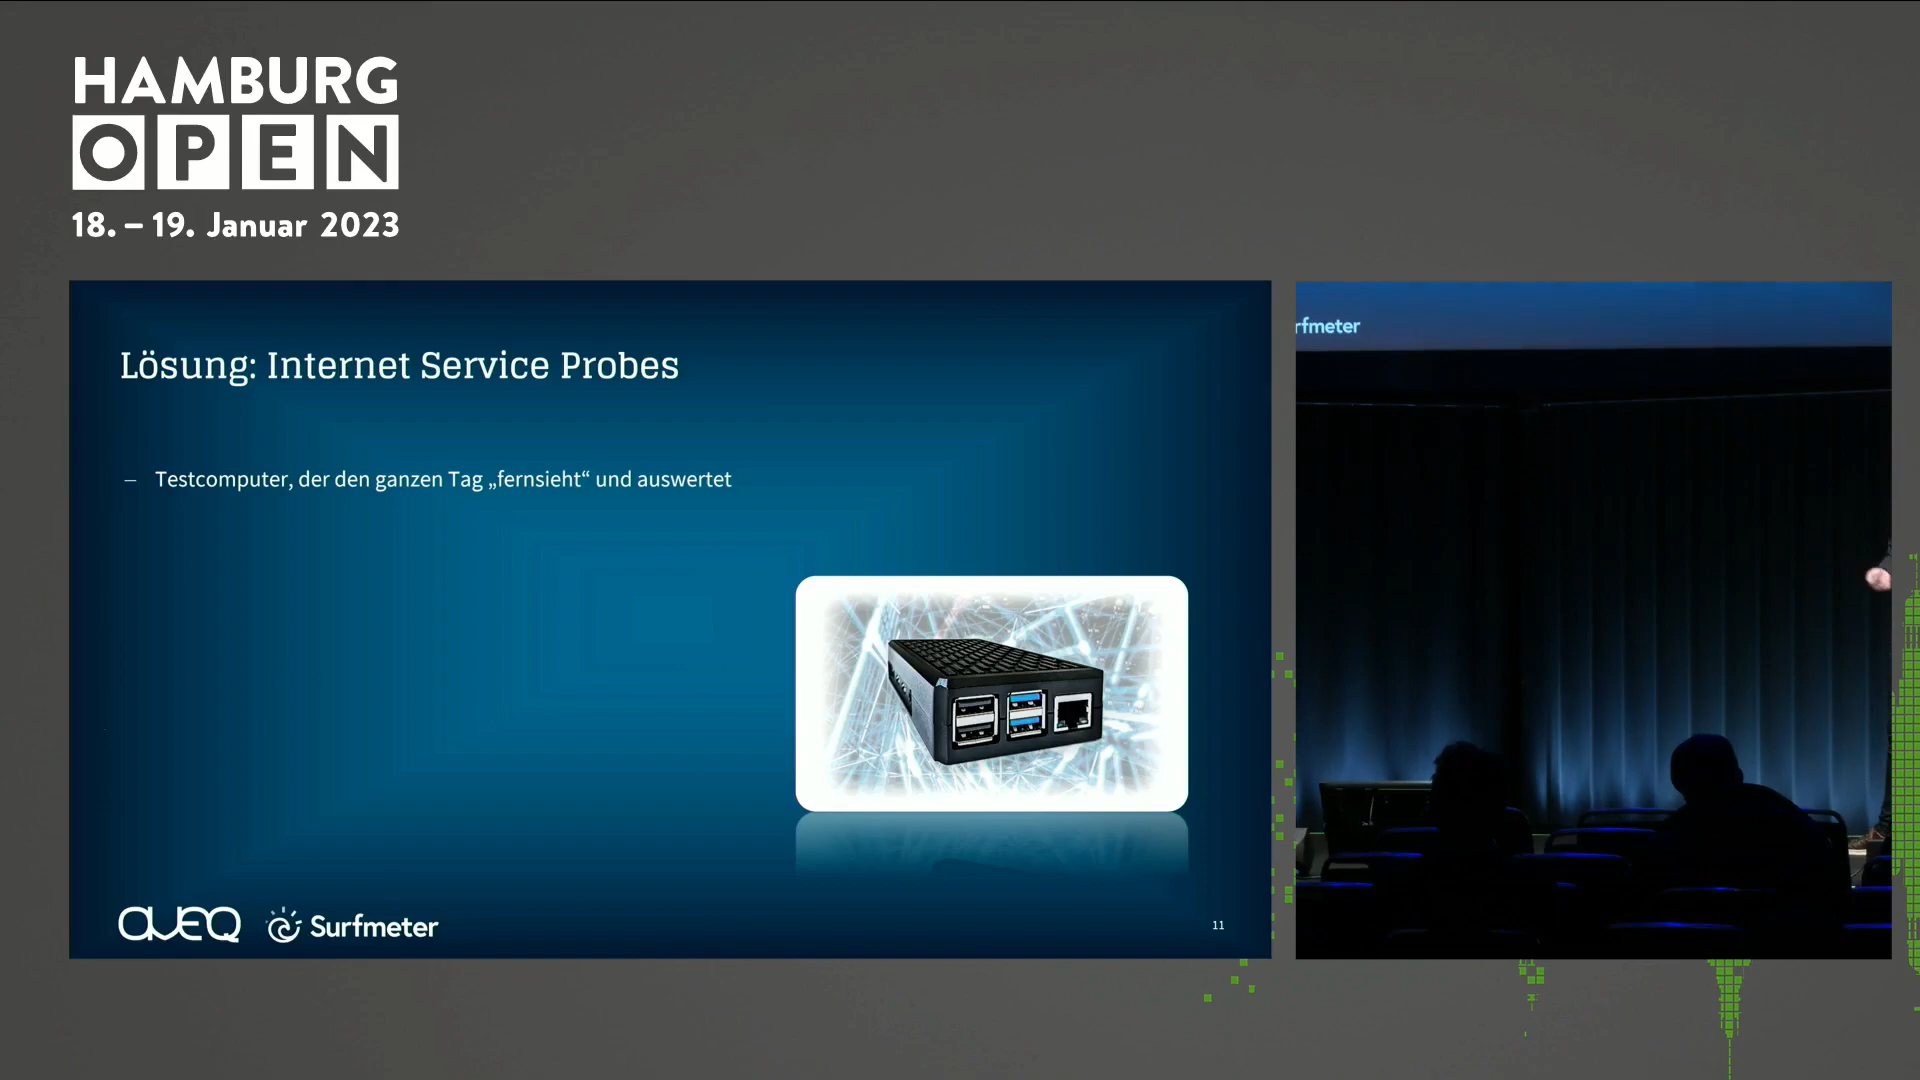 HAMBURG
OPEN
18. – 19. Januar 2023
Lösung: Internet Service Probes
– Testcomputer, der den ganzen Tag „fernsieht“ und auswertet
AVEQ Surfmeter
11
rfmeter